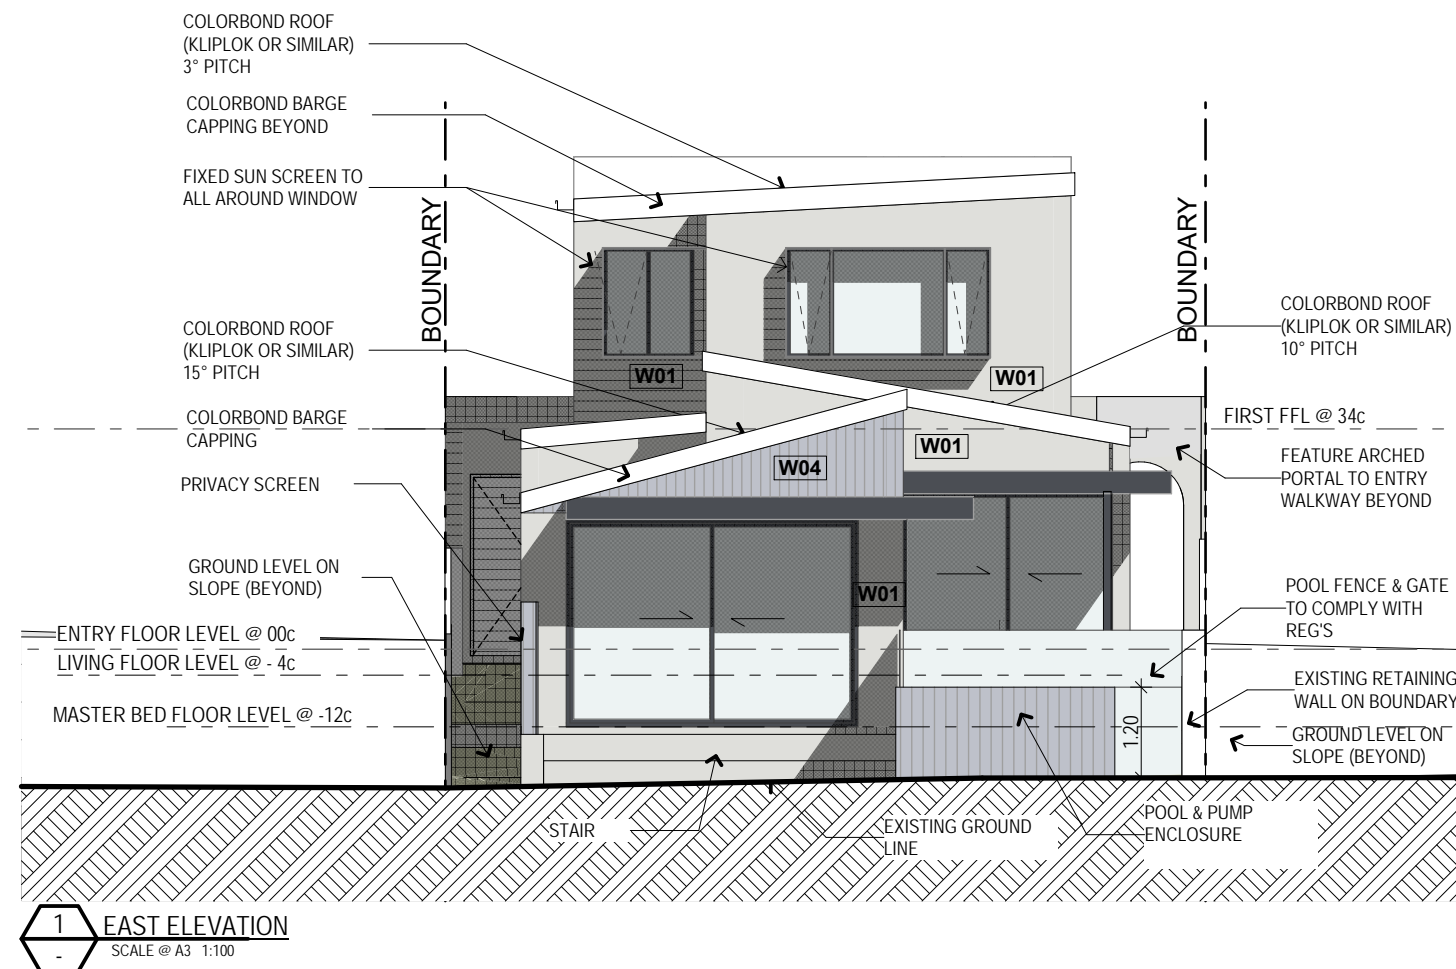 COLORBOND ROOF
(KLIPLOK OR SIMILAR)
3° PITCH
COLORBOND BARGE
CAPPING BEYOND
FIXED SUN SCREEN TO
ALL AROUND WINDOW
BOUNDARY
BOUNDARY
COLORBOND ROOF
(KLIPLOK OR SIMILAR)
10° PITCH
COLORBOND ROOF
(KLIPLOK OR SIMILAR)
15° PITCH
W01
W01
COLORBOND BARGE
CAPPING
FIRST FFL @ 34c
W01
W04
FEATURE ARCHED
PORTAL TO ENTRY
WALKWAY BEYOND
PRIVACY SCREEN
GROUND LEVEL ON
SLOPE (BEYOND)
W01
POOL FENCE & GATE
TO COMPLY WITH
REG'S
ENTRY FLOOR LEVEL @ 00c
LIVING FLOOR LEVEL @ - 4c
EXISTING RETAINING
WALL ON BOUNDARY
MASTER BED FLOOR LEVEL @ -12c
1.20
GROUND LEVEL ON
SLOPE (BEYOND)
STAIR
EXISTING GROUND
LINE
POOL & PUMP
ENCLOSURE
1
-
EAST ELEVATION
SCALE @ A3 1:100